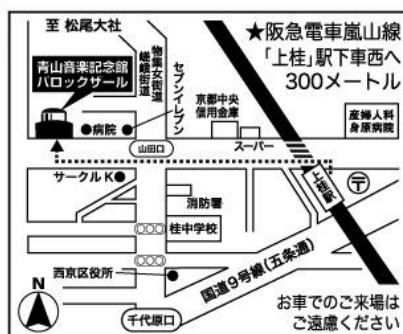 至 松尾大社
★阪急電車嵐山線
「上桂」駅下車西へ
300メートル
青山音楽記念館
バロックザール
物集女街道
嵯峨街道
セブンイレブン
京都中央
信用金庫
産婦人科
身原病院
●病院
スーパー
山田口
上桂駅
〒
サークルK●
消防署
桂中学校
国道9号線(五条通)
西京区役所
N
千代原口
お車でのご来場は
ご遠慮ください